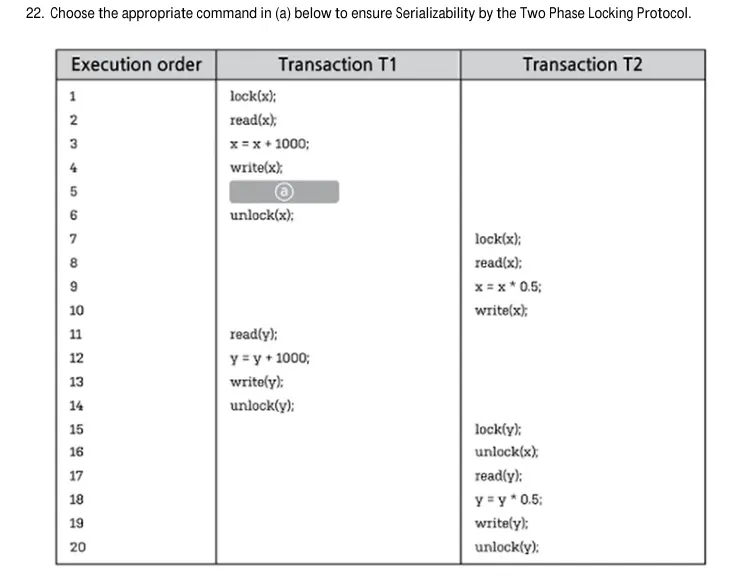 22. Choose the appropriate command in (a) below to ensure Serializability by the Two Phase Locking Protocol.
Execution order Transaction T1 Transaction T2
1 lock(x);
2 read(x);
3 x = x + 1000;
4 write(x);
5 ⓐ
6 unlock(x);
7 lock(x);
8 read(x);
9 x = x * 0.5;
10 write(x);
11 read(y);
12 y = y + 1000;
13 write(y);
14 unlock(y);
15 lock(y);
16 unlock(x);
17 read(y);
18 y = y * 0.5;
19 write(y);
20 unlock(y);